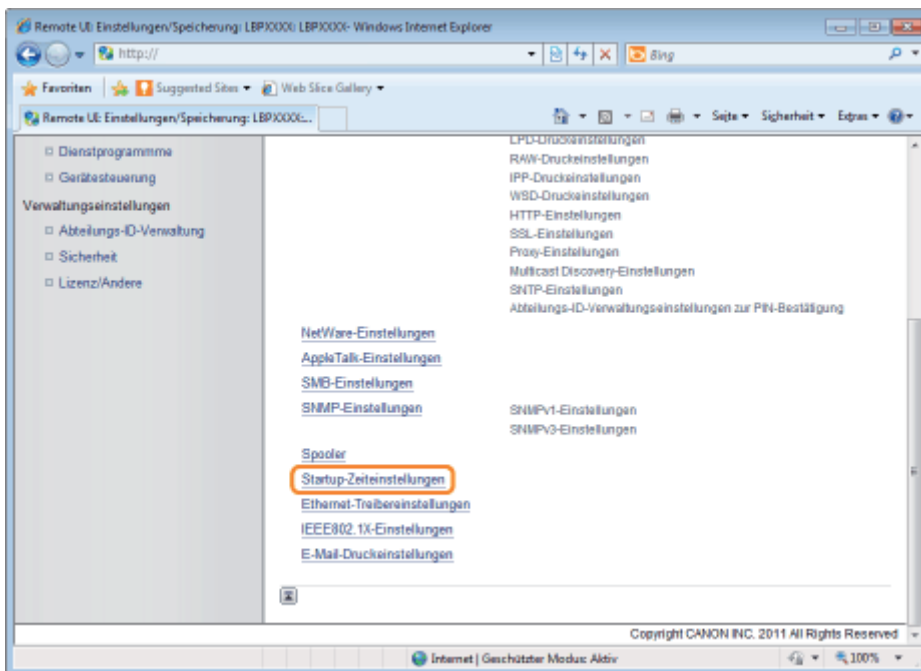 Remote UI: Einstellungen/Speicherung: LBPXXXX: LBPXXXX- Windows Internet Explorer
http://
Bing
Favoriten
Suggested Sites
Web Slice Gallery
Remote UI: Einstellungen/Speicherung: LBPXXXX:...
Seite
Sicherheit
Extras
Dienstprogrammme
Gerätesteuerung
Verwaltungseinstellungen
Abteilungs-ID-Verwaltung
Sicherheit
Lizenz/Andere
LPD-Druckeinstellungen
RAW-Druckeinstellungen
IPP-Druckeinstellungen
WSD-Druckeinstellungen
HTTP-Einstellungen
SSL-Einstellungen
Proxy-Einstellungen
Multicast Discovery-Einstellungen
SNTP-Einstellungen
Abteilungs-ID-Verwaltungseinstellungen zur PIN-Bestätigung
NetWare-Einstellungen
AppleTalk-Einstellungen
SMB-Einstellungen
SNMP-Einstellungen
SNMPv1-Einstellungen
SNMPv3-Einstellungen
Spooler
Startup-Zeiteinstellungen
Ethernet-Treibereinstellungen
IEEE802.1X-Einstellungen
E-Mail-Druckeinstellungen
Copyright CANON INC. 2011 All Rights Reserved
Internet | Geschützter Modus: Aktiv
100%